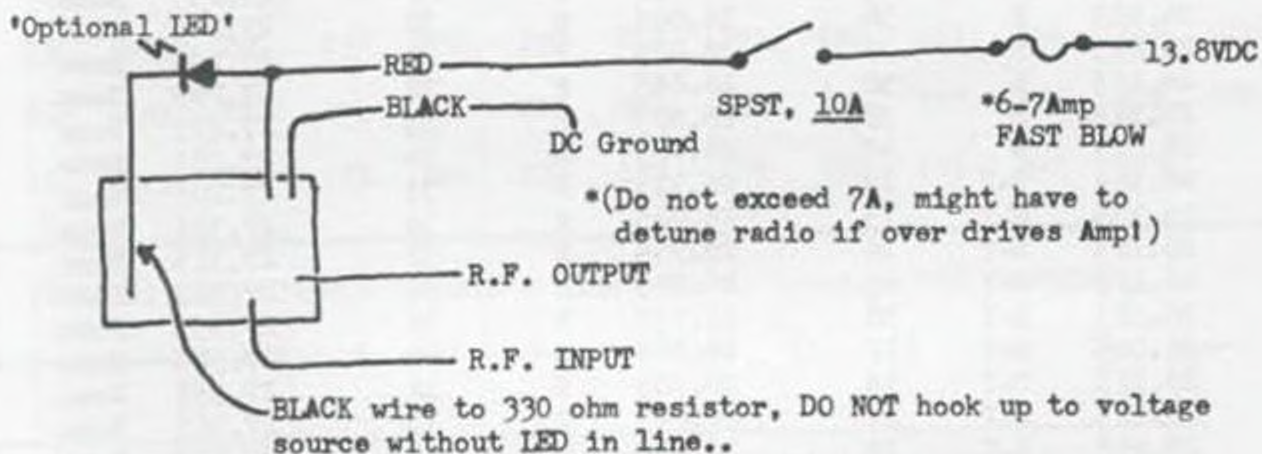 'Optional LED'
RED
13.8VDC
BLACK
SPST, 10A
*6-7Amp
FAST BLOW
DC Ground
*(Do not exceed 7A, might have to
detune radio if over drives Amp!)
R.F. OUTPUT
R.F. INPUT
BLACK wire to 330 ohm resistor, DO NOT hook up to voltage
source without LED in line..